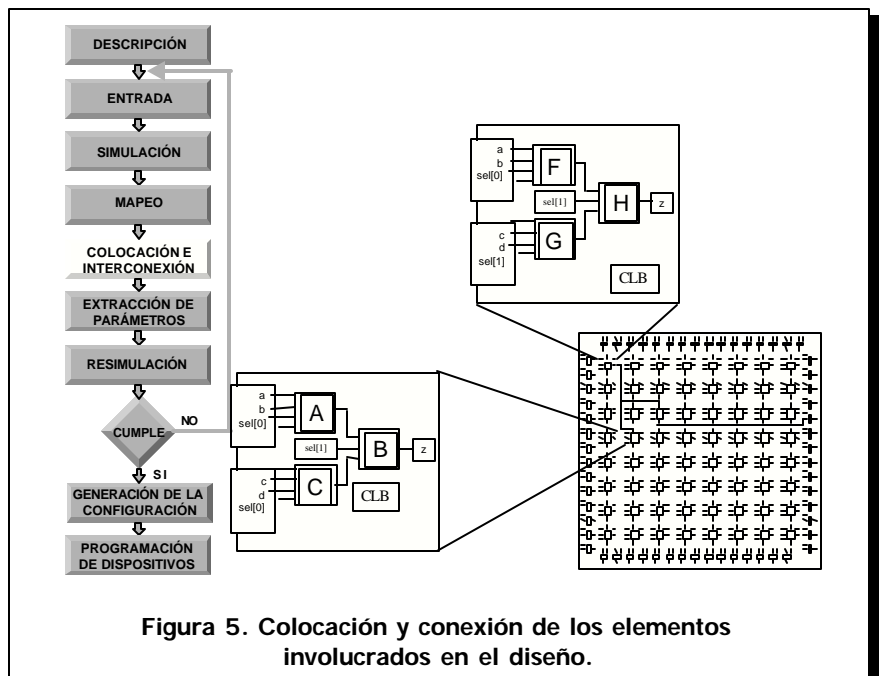 DESCRIPCIÓN
ENTRADA
SIMULACIÓN
MAPEO
COLOCACIÓN E
INTERCONEXIÓN
EXTRACCIÓN DE
PARÁMETROS
RESIMULACIÓN
CUMPLE
NO
SI
GENERACIÓN DE LA
CONFIGURACIÓN
PROGRAMACIÓN
DE DISPOSITIVOS
a
b
sel[0]
A
sel[1]
B
z
c
d
sel[0]
C
CLB
a
b
sel[0]
F
sel[1]
H
z
c
d
sel[1]
G
CLB
Figura 5. Colocación y conexión de los elementos
involucrados en el diseño.